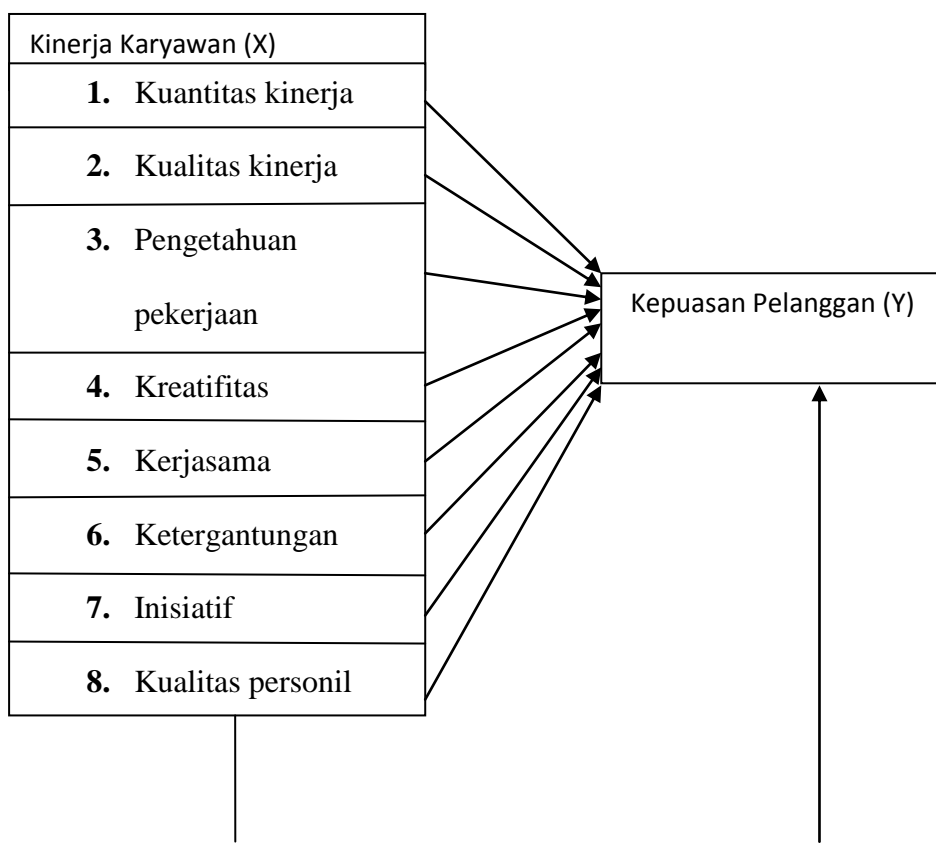 Kinerja Karyawan (X)
1. Kuantitas kinerja
2. Kualitas kinerja
3. Pengetahuan
pekerjaan
4. Kreatifitas
5. Kerjasama
6. Ketergantungan
7. Inisiatif
8. Kualitas personil
Kepuasan Pelanggan (Y)